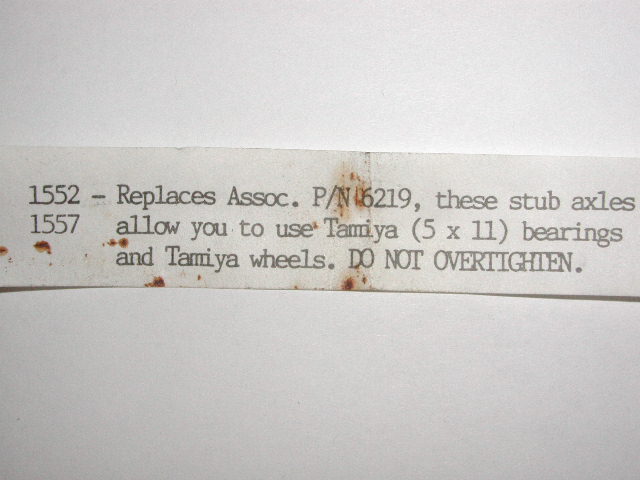 1552 - Replaces Assoc. P/N 6219, these stub axles
1557 allow you to use Tamiya (5 x 11) bearings
and Tamiya wheels. DO NOT OVERTIGHTEN.